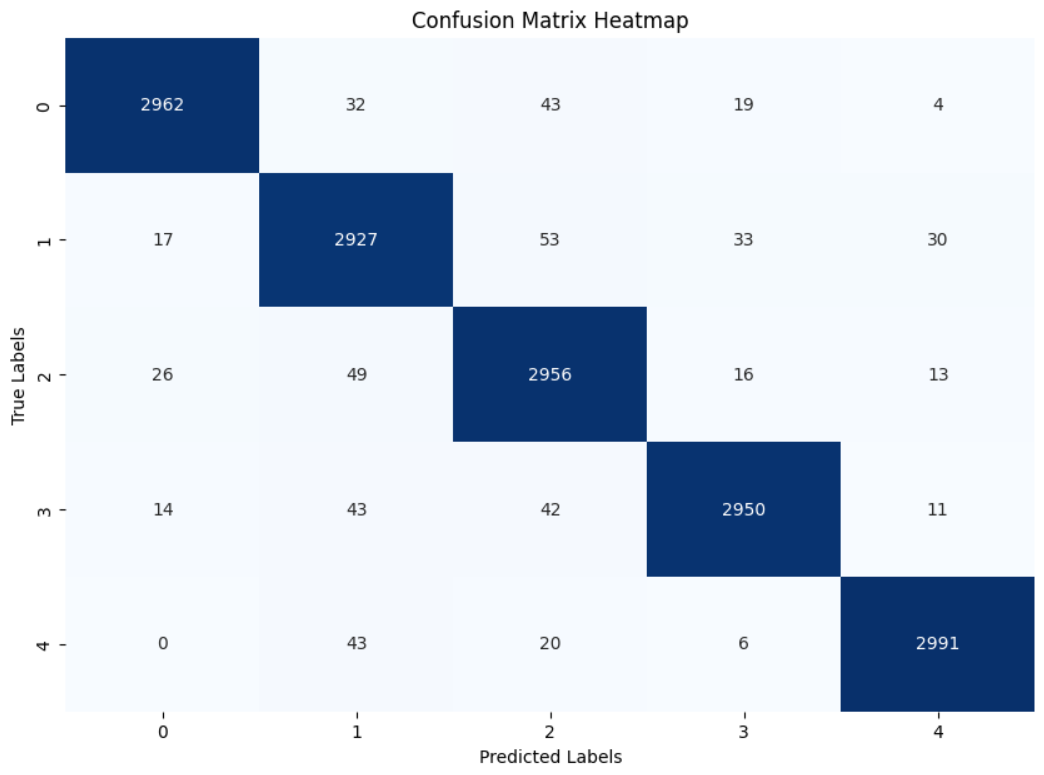 Confusion Matrix Heatmap
0 2962 32 43 19 4
1 17 2927 53 33 30
2 26 49 2956 16 13
3 14 43 42 2950 11
4 0 43 20 6 2991
True Labels
0 1 2 3 4
Predicted Labels